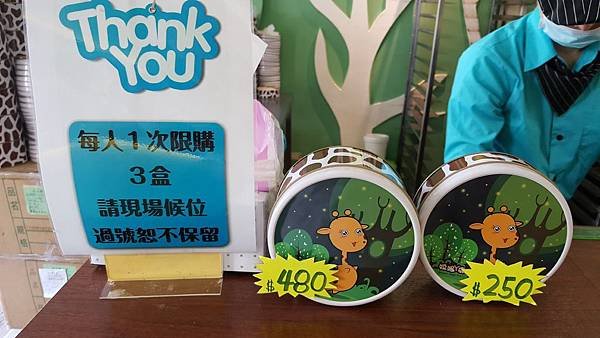 Thank
You
每人1次限購
3盒
請現場候位
過號恕不保留
$480
$250